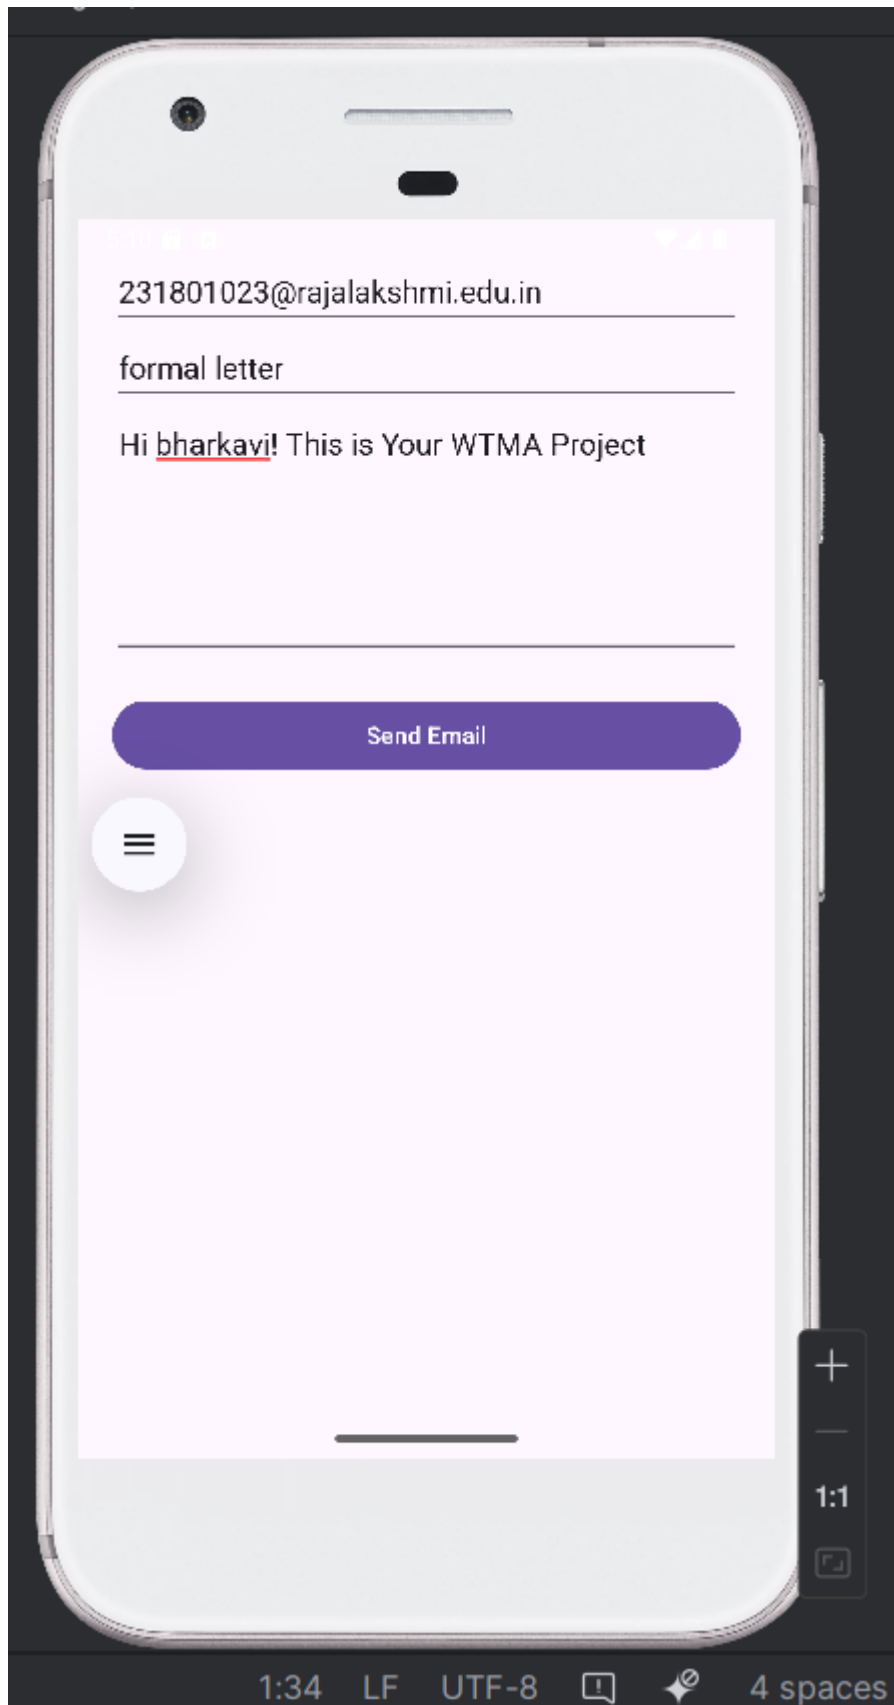 231801023@rajalakshmi.edu.in
formal letter
Hi bharkavi! This is Your WTMA Project
Send Email
1:1
1:34 LF UTF-8 4 spaces